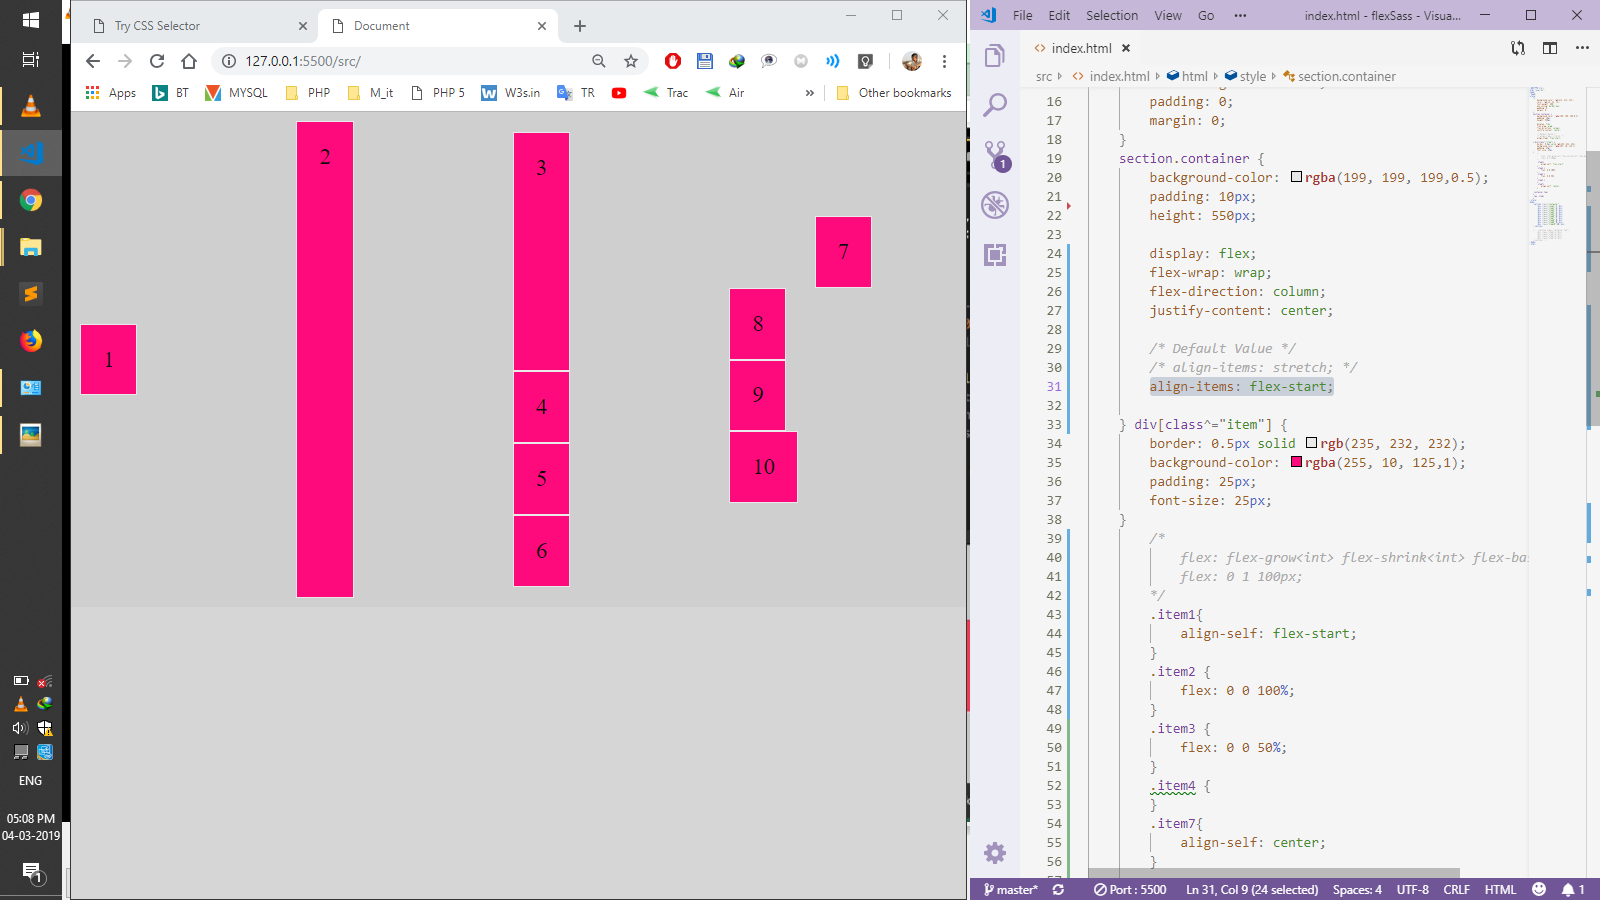 Try CSS Selector
Document
127.0.0.1:5500/src/
Apps
BT
MYSQL
PHP
M_it
PHP 5
W3s.in
TR
Trac
Air
»
Other bookmarks
1
2
3
4
5
6
7
8
9
10
ENG
05:08 PM
04-03-2019
1
File Edit Selection View Go ••• index.html - flexSass - Visua...
index.html
src index.html html style section.container
1
16 padding: 0;
17 margin: 0;
18 }
19 section.container {
20 background-color: rgba(199, 199, 199,0.5);
21 padding: 10px;
22 height: 550px;
23
24 display: flex;
25 flex-wrap: wrap;
26 flex-direction: column;
27 justify-content: center;
28
29 /* Default Value */
30 /* align-items: stretch; */
31 align-items: flex-start;
32
33 } div[class^="item"] {
34 border: 0.5px solid rgb(235, 232, 232);
35 background-color: rgba(255, 10, 125,1);
36 padding: 25px;
37 font-size: 25px;
38 }
39 /*
40 flex: flex-grow<int> flex-shrink<int> flex-ba
41 flex: 0 1 100px;
42 */
43 .item1{
44 align-self: flex-start;
45 }
46 .item2 {
47 flex: 0 0 100%;
48 }
49 .item3 {
50 flex: 0 0 50%;
51 }
52 .item4 {
53 }
54 .item7{
55 align-self: center;
56 }
master* Port : 5500 Ln 31, Col 9 (24 selected) Spaces: 4 UTF-8 CRLF HTML 1